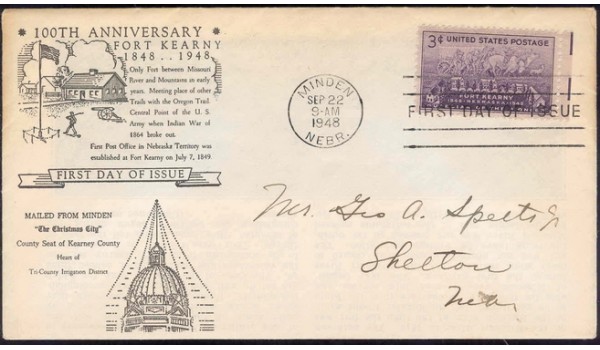 100TH ANNIVERSARY
FORT KEARNY
1848 . . 1948
Only Fort between Missouri
River and Mountains in early
years. Meeting place of other
Trails with the Oregon Trail.
Central Point of the U. S.
Army when Indian War of
1864 broke out.
First Post Office in Nebraska Territory was
established at Fort Kearny on July 7, 1849.
FIRST DAY OF ISSUE
MAILED FROM MINDEN
"The Christmas City"
County Seat of Kearney County
Heart of
Tri-County Irrigation District
MINDEN
SEP 22
9-AM
1948
NEBR.
3¢ UNITED STATES POSTAGE
FORT KEARNY
FIRST DAY OF ISSUE
Mr. Geo A. Speelts Jr
Shelton
Nebr